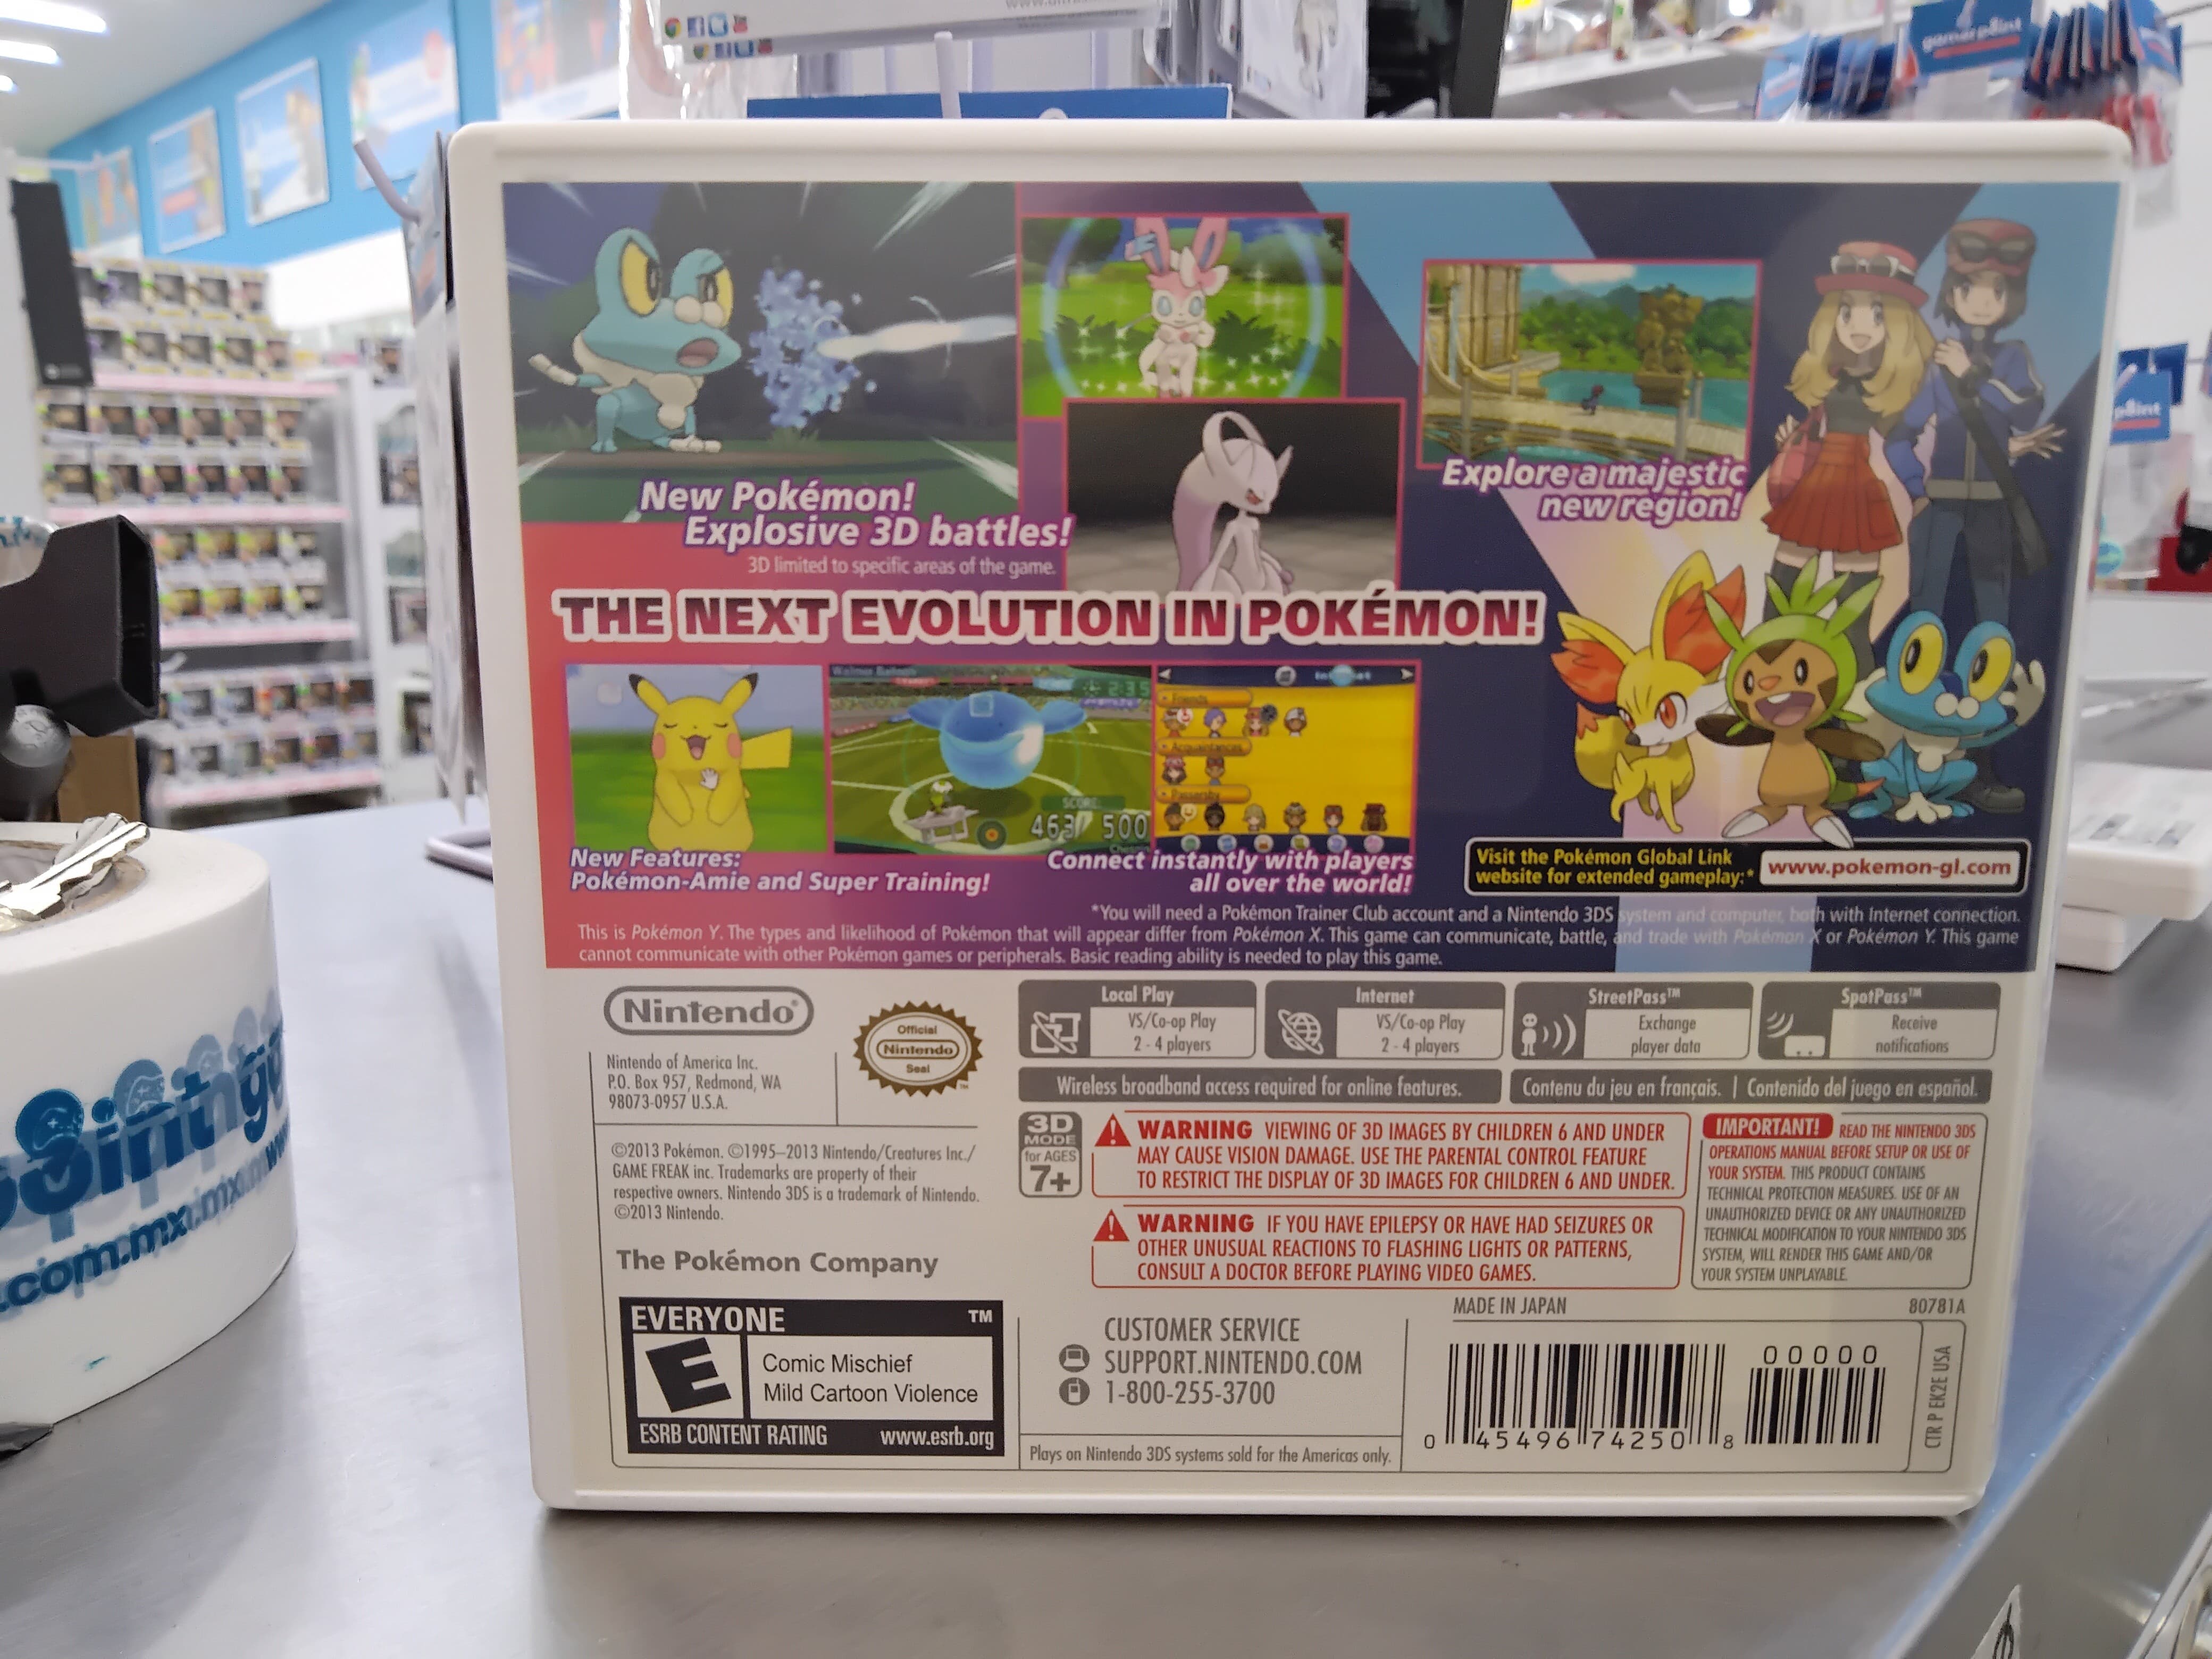 gamerpoint
point
New Pokémon!
Explosive 3D battles!
3D limited to specific areas of the game.
Explore a majestic
new region!
THE NEXT EVOLUTION IN POKÉMON!
2:35
SCORE:
463/ 500
Friends
Acquaintances
Passersby
New Features:
Pokémon-Amie and Super Training!
Connect instantly with players
all over the world!
Visit the Pokémon Global Link
website for extended gameplay:*
www.pokemon-gl.com
*You will need a Pokémon Trainer Club account and a Nintendo 3DS system and computer, both with Internet connection.
This is Pokémon Y. The types and likelihood of Pokémon that will appear differ from Pokémon X. This game can communicate, battle, and trade with Pokémon X or Pokémon Y. This game
cannot communicate with other Pokémon games or peripherals. Basic reading ability is needed to play this game.
Nintendo®
Nintendo of America Inc.
P.O. Box 957, Redmond, WA
98073-0957 U.S.A.
Official
Nintendo
Seal
TM
Local Play
VS/Co-op Play
2 - 4 players
Internet
VS/Co-op Play
2 - 4 players
StreetPass™
Exchange
player data
SpotPass™
Receive
notifications
Wireless broadband access required for online features.
Contenu du jeu en français. | Contenido del juego en español.
©2013 Pokémon. ©1995–2013 Nintendo/Creatures Inc./
GAME FREAK inc. Trademarks are property of their
respective owners. Nintendo 3DS is a trademark of Nintendo.
©2013 Nintendo.
The Pokémon Company
3D
MODE
for AGES
7+
WARNING VIEWING OF 3D IMAGES BY CHILDREN 6 AND UNDER
MAY CAUSE VISION DAMAGE. USE THE PARENTAL CONTROL FEATURE
TO RESTRICT THE DISPLAY OF 3D IMAGES FOR CHILDREN 6 AND UNDER.
WARNING IF YOU HAVE EPILEPSY OR HAVE HAD SEIZURES OR
OTHER UNUSUAL REACTIONS TO FLASHING LIGHTS OR PATTERNS,
CONSULT A DOCTOR BEFORE PLAYING VIDEO GAMES.
IMPORTANT! READ THE NINTENDO 3DS
OPERATIONS MANUAL BEFORE SETUP OR USE OF
YOUR SYSTEM. THIS PRODUCT CONTAINS
TECHNICAL PROTECTION MEASURES. USE OF AN
UNAUTHORIZED DEVICE OR ANY UNAUTHORIZED
TECHNICAL MODIFICATION TO YOUR NINTENDO 3DS
SYSTEM, WILL RENDER THIS GAME AND/OR
YOUR SYSTEM UNPLAYABLE.
EVERYONE TM
E
Comic Mischief
Mild Cartoon Violence
ESRB CONTENT RATING www.esrb.org
CUSTOMER SERVICE
SUPPORT.NINTENDO.COM
1-800-255-3700
Plays on Nintendo 3DS systems sold for the Americas only.
MADE IN JAPAN
80781A
00000
0 45496 74250 8
CTR P EK2E USA
.com.mx